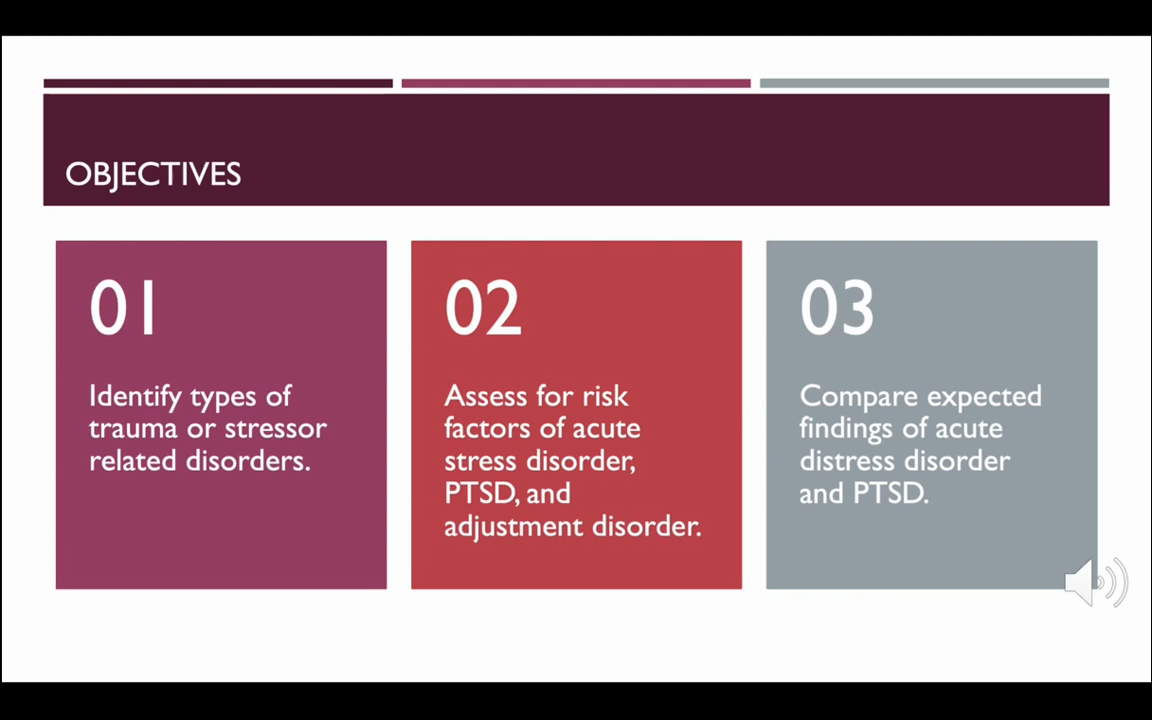 OBJECTIVES
01
Identify types of
trauma or stressor
related disorders.
02
Assess for risk
factors of acute
stress disorder,
PTSD, and
adjustment disorder.
03
Compare expected
findings of acute
distress disorder
and PTSD.